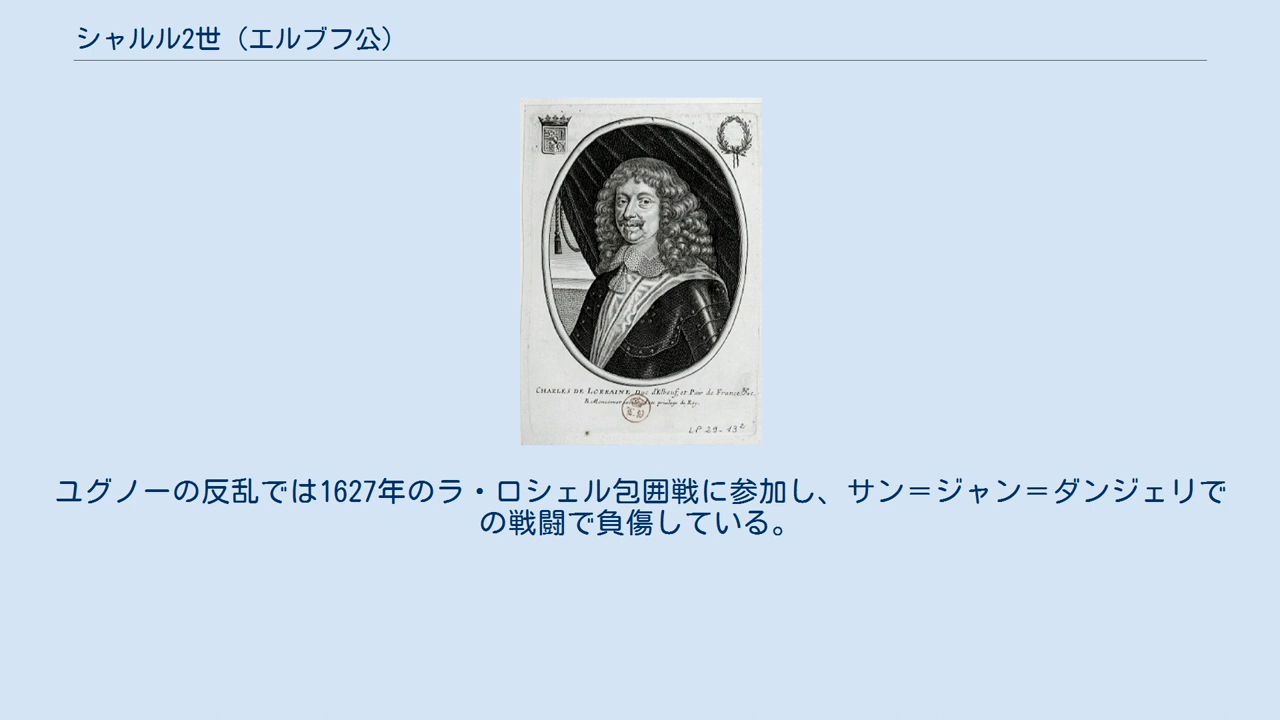 シャルル2世（エルブフ公）
CHARLES DE LORRAINE Duc d'Elbeuf, et Pair de France &c.
LP. 29 - 13²
ユグノーの反乱では1627年のラ・ロシェル包囲戦に参加し、サン＝ジャン＝ダンジェリで
の戦闘で負傷している。